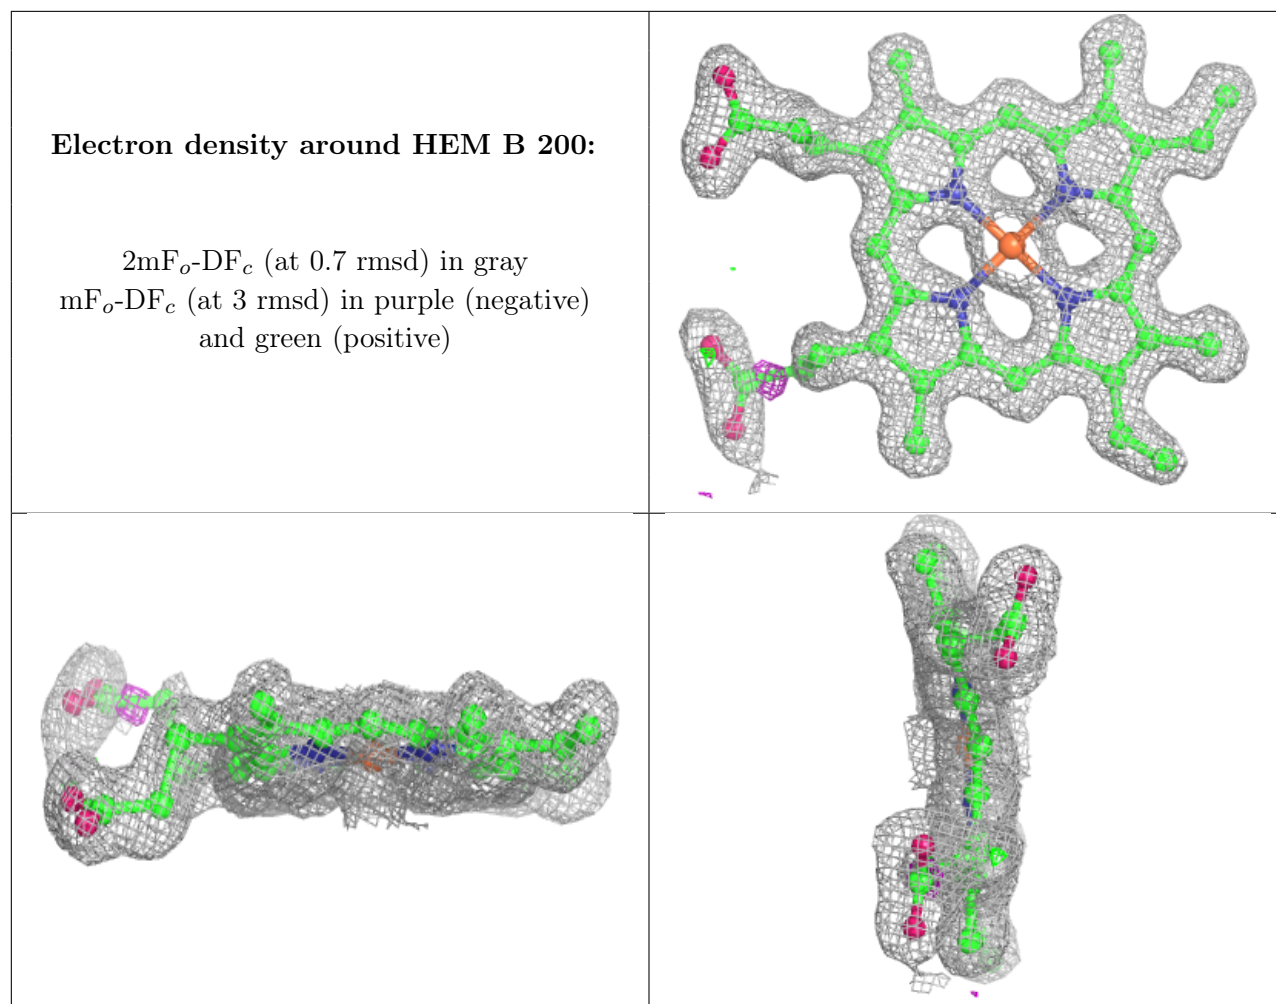 Electron density around HEM B 200:
2mFo-DFc (at 0.7 rmsd) in gray
mFo-DFc (at 3 rmsd) in purple (negative)
and green (positive)